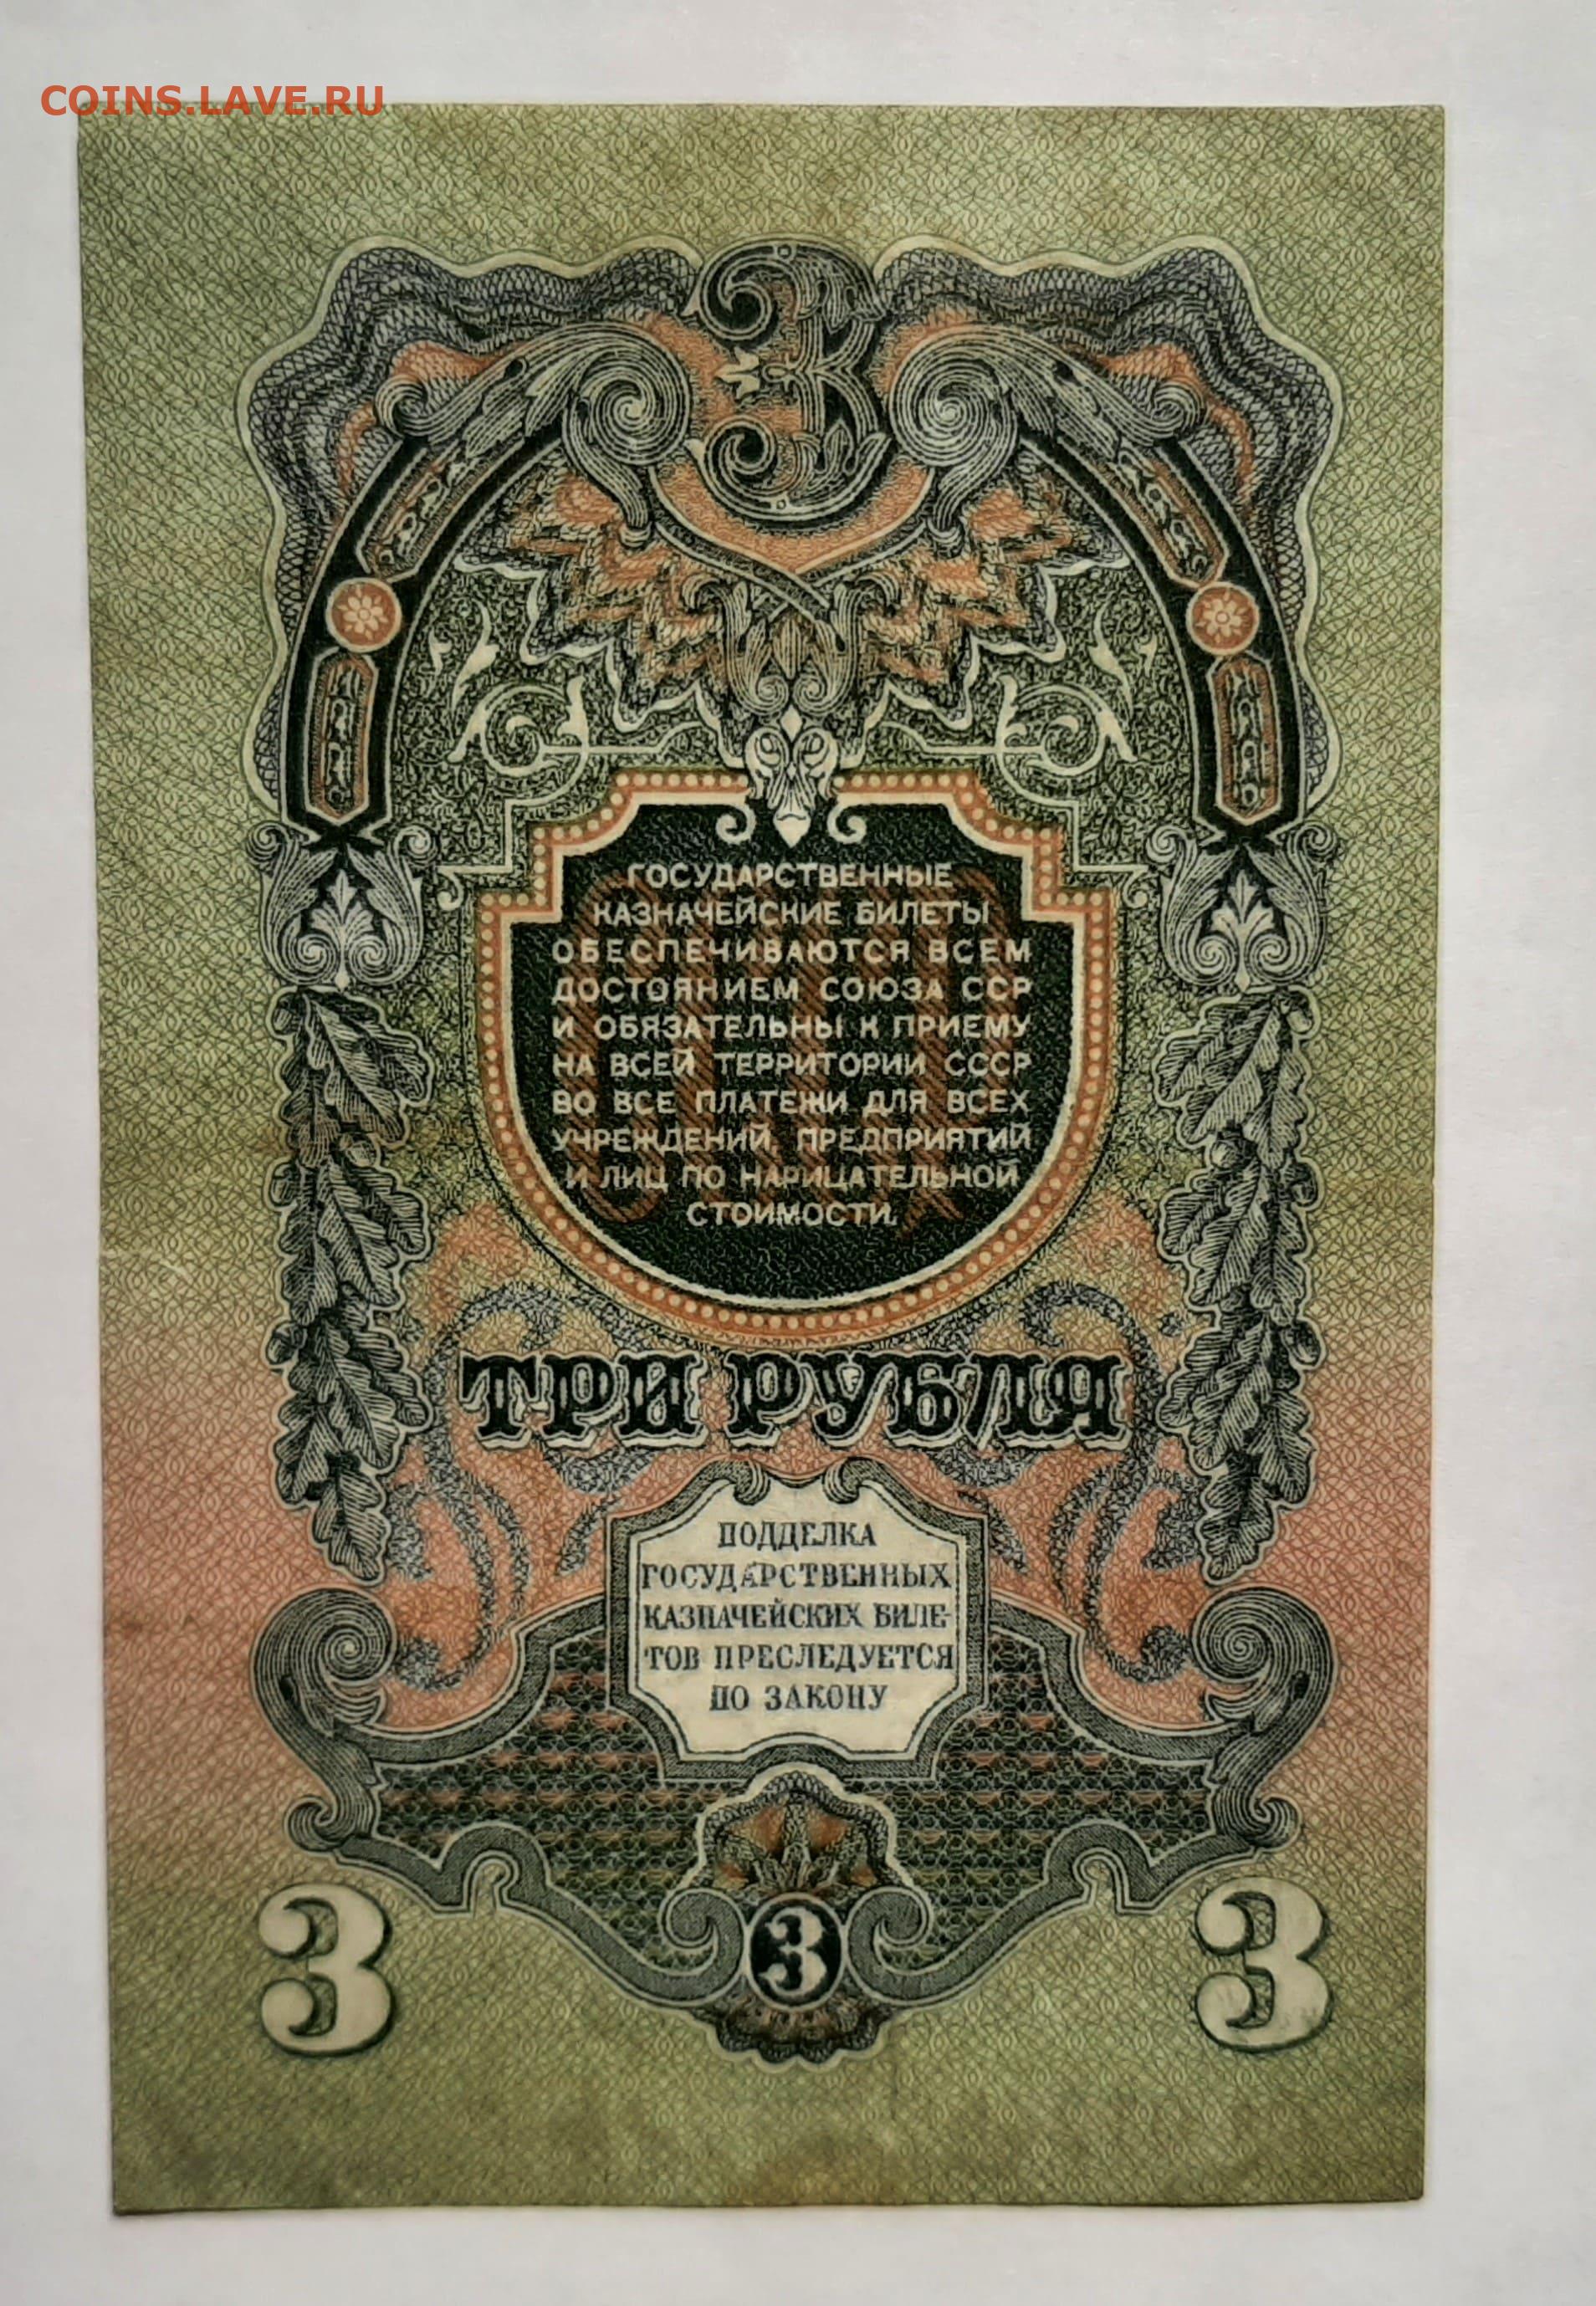 COINS.LAVE.RU
3
ГОСУДАРСТВЕННЫЕ
КАЗНАЧЕЙСКИЕ БИЛЕТЫ
ОБЕСПЕЧИВАЮТСЯ ВСЕМ
ДОСТОЯНИЕМ СОЮЗА ССР
И ОБЯЗАТЕЛЬНЫ К ПРИЕМУ
НА ВСЕЙ ТЕРРИТОРИИ СССР
ВО ВСЕ ПЛАТЕЖИ ДЛЯ ВСЕХ
УЧРЕЖДЕНИЙ, ПРЕДПРИЯТИЙ
И ЛИЦ ПО НАРИЦАТЕЛЬНОЙ
СТОИМОСТИ.
ТРИ РУБЛЯ
ПОДДЕЛКА
ГОСУДАРСТВЕННЫХ
КАЗНАЧЕЙСКИХ БИЛЕ-
ТОВ ПРЕСЛЕДУЕТСЯ
ПО ЗАКОНУ
3 3 3